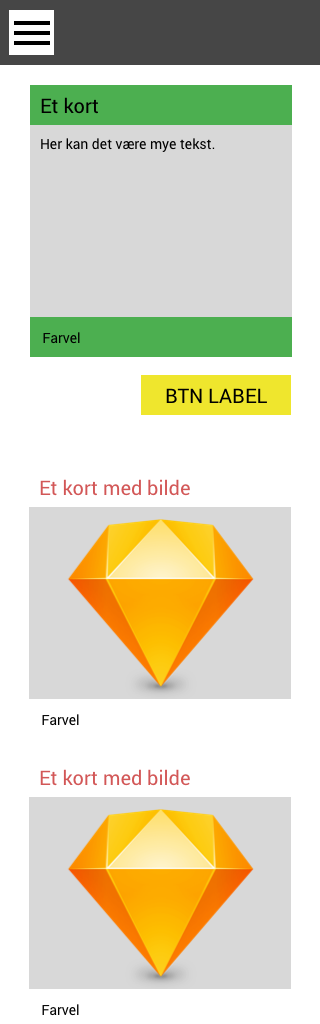 Et kort
Her kan det være mye tekst.
Farvel
BTN LABEL
Et kort med bilde
Farvel
Et kort med bilde
Farvel